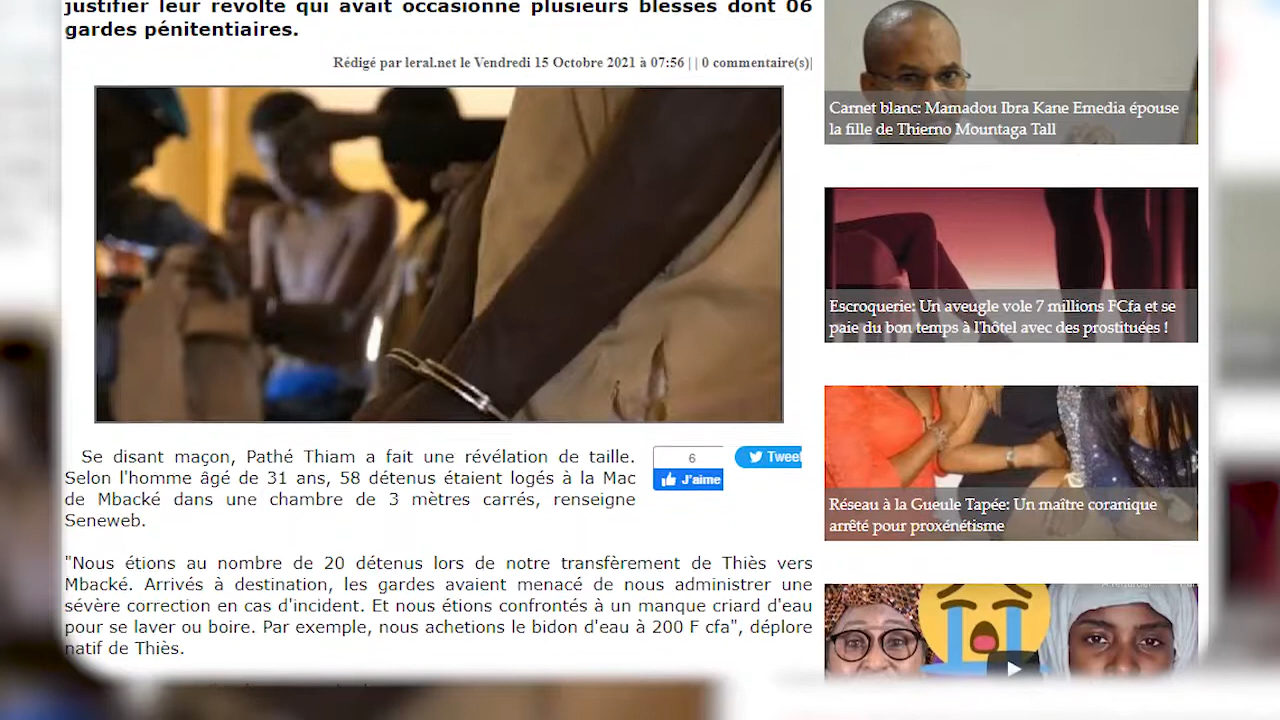 justifier leur révolte qui avait occasionné plusieurs blessés dont 06
gardes pénitentiaires.
Rédigé par leral.net le Vendredi 15 Octobre 2021 à 07:56 | | 0 commentaire(s)|
Se disant maçon, Pathé Thiam a fait une révélation de taille.
Selon l'homme âgé de 31 ans, 58 détenus étaient logés à la Mac
de Mbacké dans une chambre de 3 mètres carrés, renseigne
Seneweb.
6
J'aime
Tweet
"Nous étions au nombre de 20 détenus lors de notre transfèrement de Thiès vers
Mbacké. Arrivés à destination, les gardes avaient menacé de nous administrer une
sévère correction en cas d'incident. Et nous étions confrontés à un manque criard d'eau
pour se laver ou boire. Par exemple, nous achetions le bidon d'eau à 200 F cfa", déplore
natif de Thiès.
Carnet blanc: Mamadou Ibra Kane Emedia épouse
la fille de Thierno Mountaga Tall
Escroquerie: Un aveugle vole 7 millions FCfa et se
paie du bon temps à l'hôtel avec des prostituées !
Réseau à la Gueule Tapée: Un maître coranique
arrêté pour proxénétisme